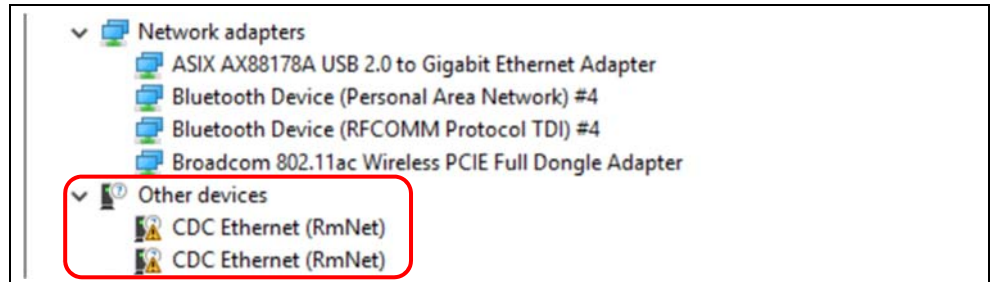 Network adapters
ASIX AX88178A USB 2.0 to Gigabit Ethernet Adapter
Bluetooth Device (Personal Area Network) #4
Bluetooth Device (RFCOMM Protocol TDI) #4
Broadcom 802.11ac Wireless PCIE Full Dongle Adapter
Other devices
CDC Ethernet (RmNet)
CDC Ethernet (RmNet)